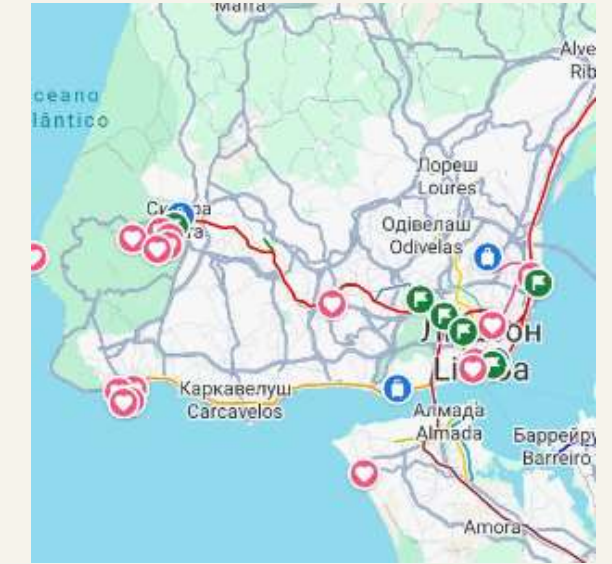 Mafra
Alve
Rib
ceano
lântico
Лореш
Loures
Одівелаш
Odivelas
Каркавелуш
Carcavelos
Алмада
Almada
Баррейру
Barreiro
Amora